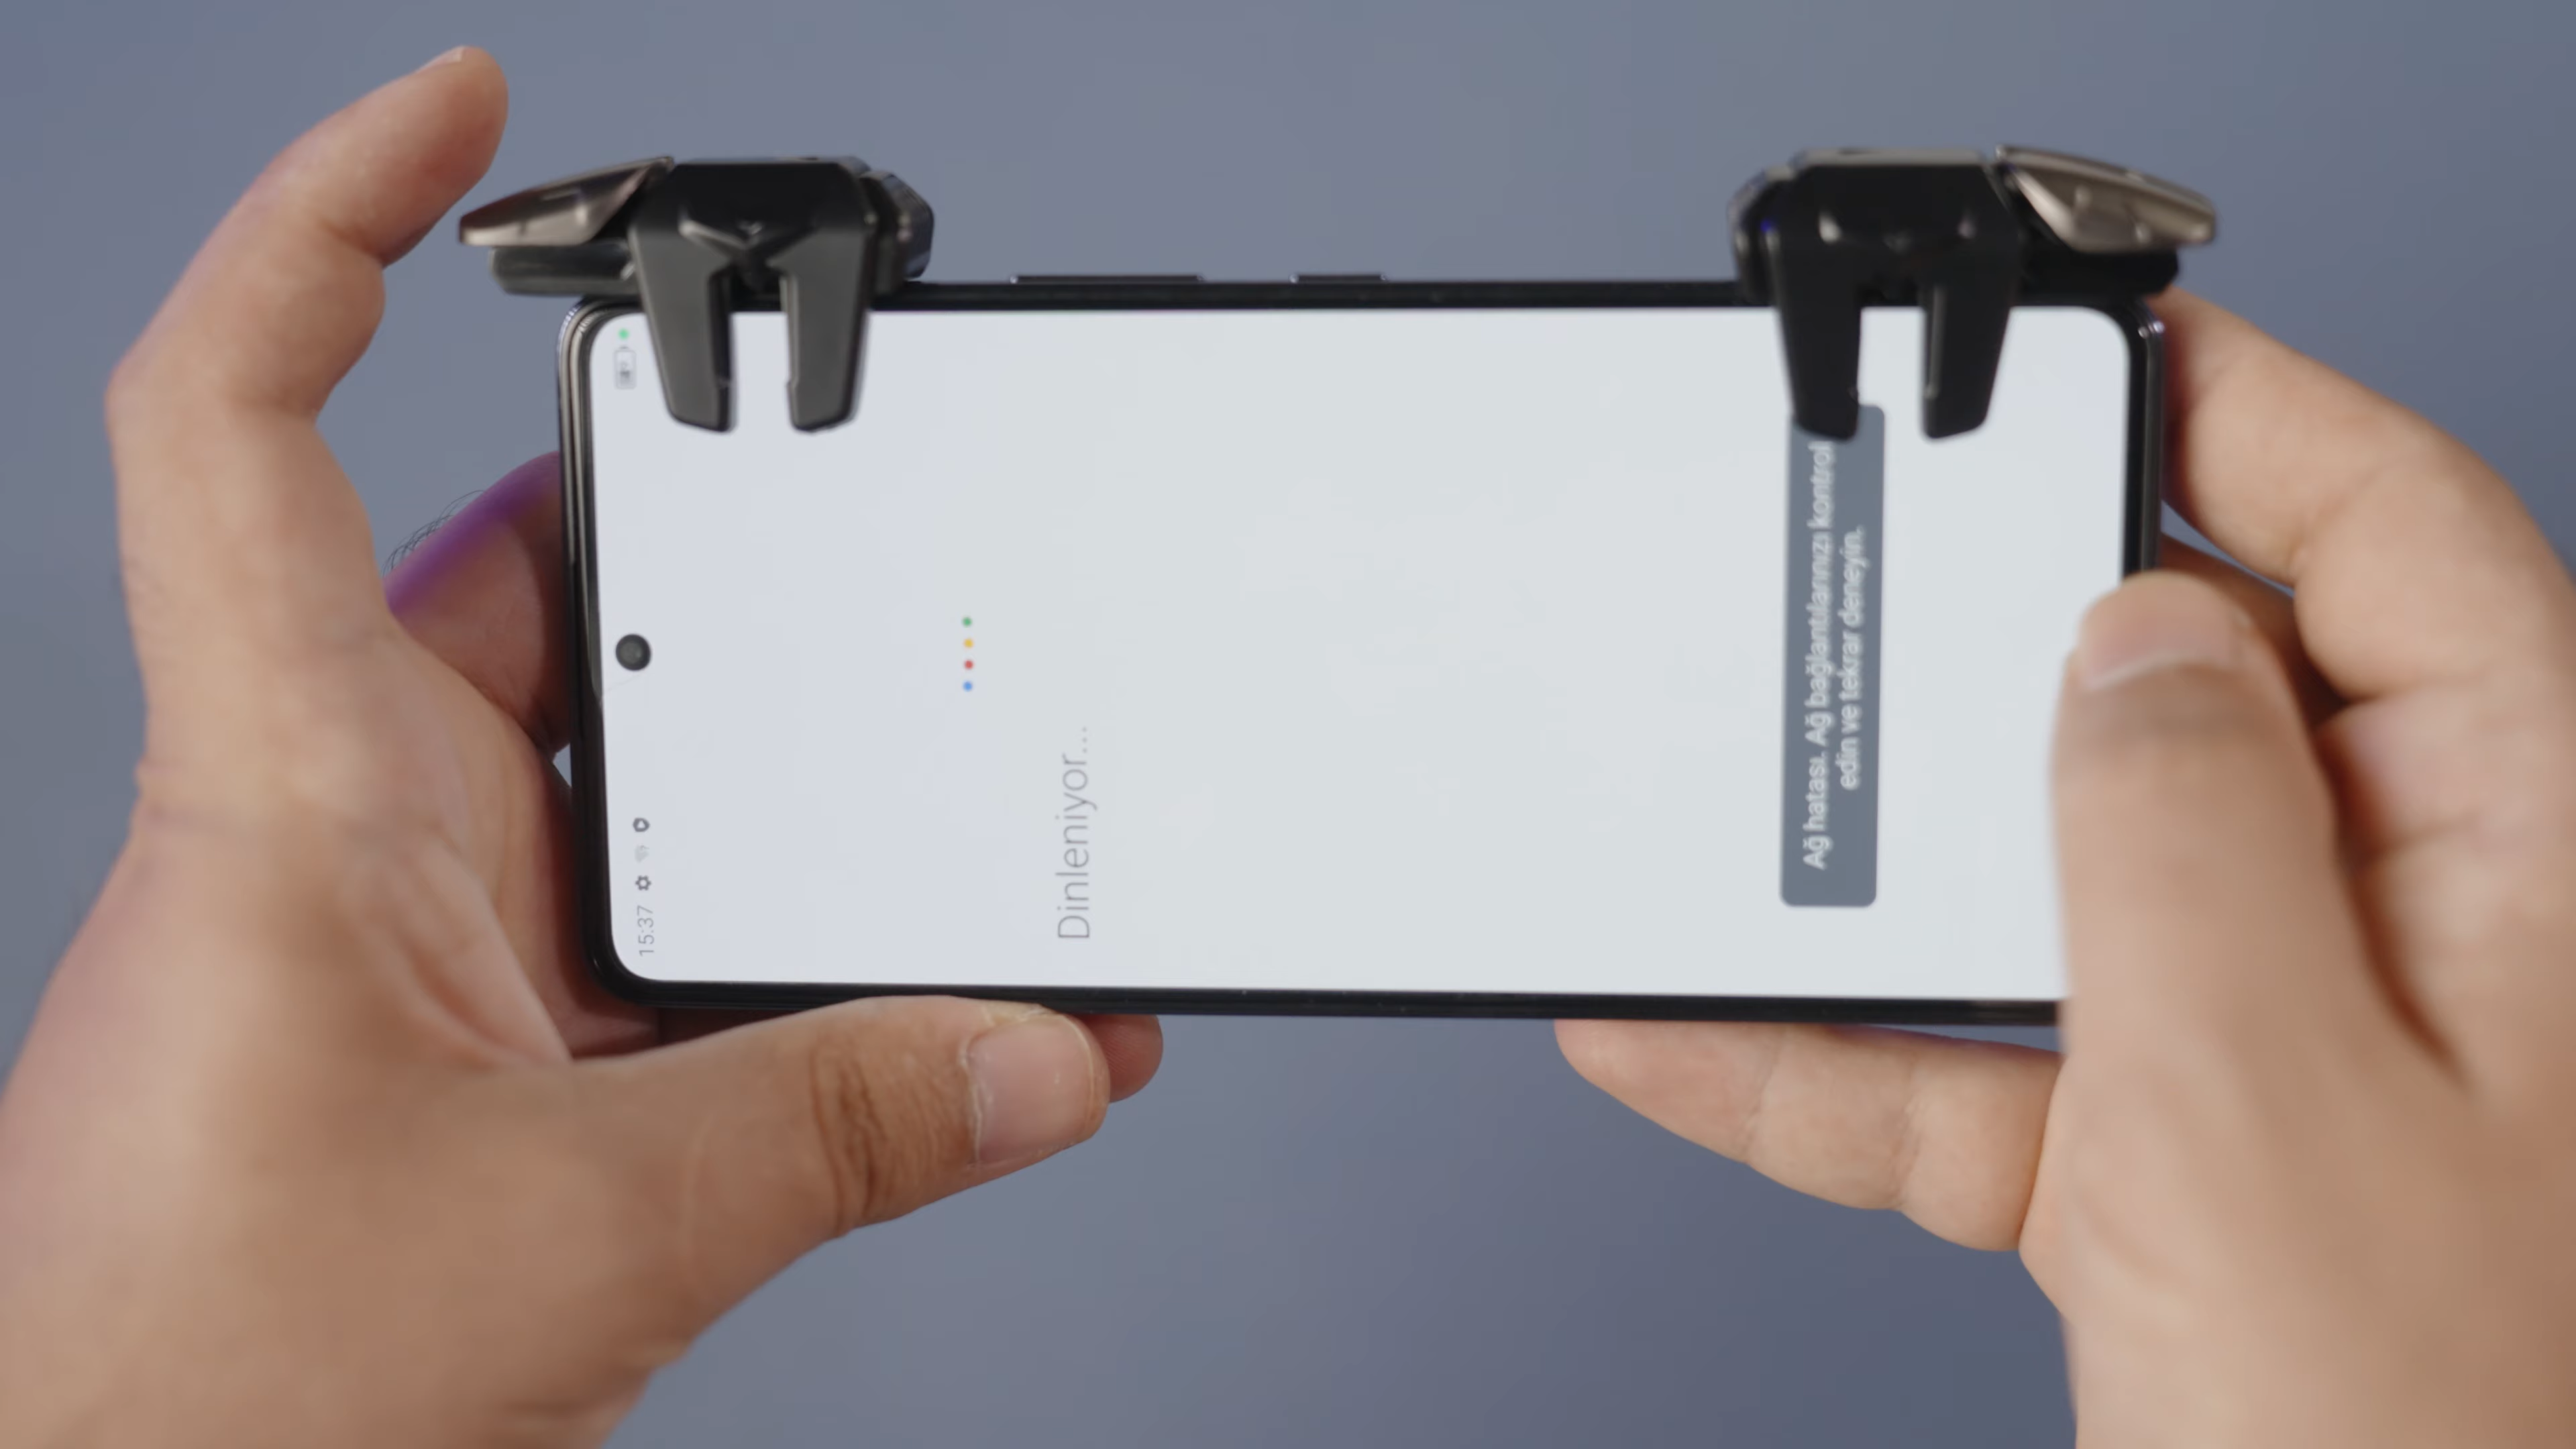 15:37
Dinleniyor...
Ağ hatası. Ağ bağlantılarınızı kontrol
edin ve tekrar deneyin.